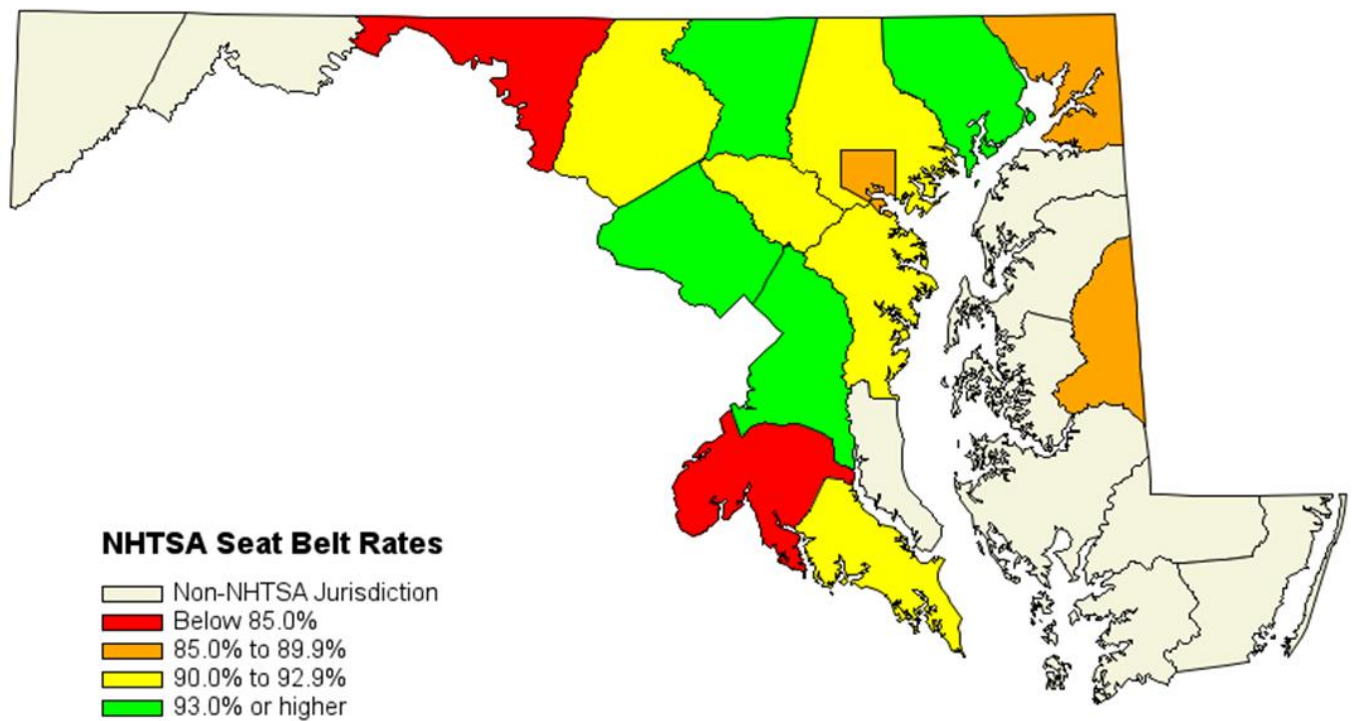 NHTSA Seat Belt Rates
Non-NHTSA Jurisdiction
Below 85.0%
85.0% to 89.9%
90.0% to 92.9%
93.0% or higher